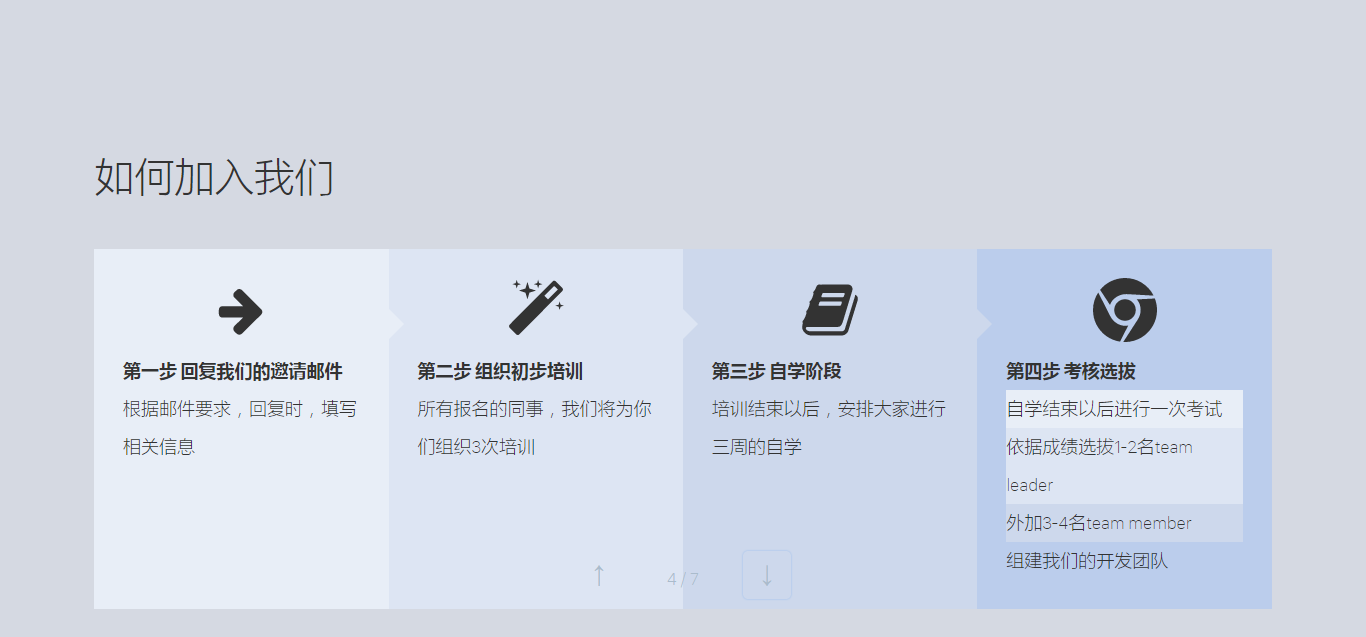 如何加入我们
第一步 回复我们的邀请邮件
根据邮件要求，回复时，填写
相关信息
第二步 组织初步培训
所有报名的同事，我们将为你
们组织3次培训
第三步 自学阶段
培训结束以后，安排大家进行
三周的自学
第四步 考核选拔
自学结束以后进行一次考试
依据成绩选拔1-2名team
leader
外加3-4名team member
组建我们的开发团队
↑ 4 / 7 ↓